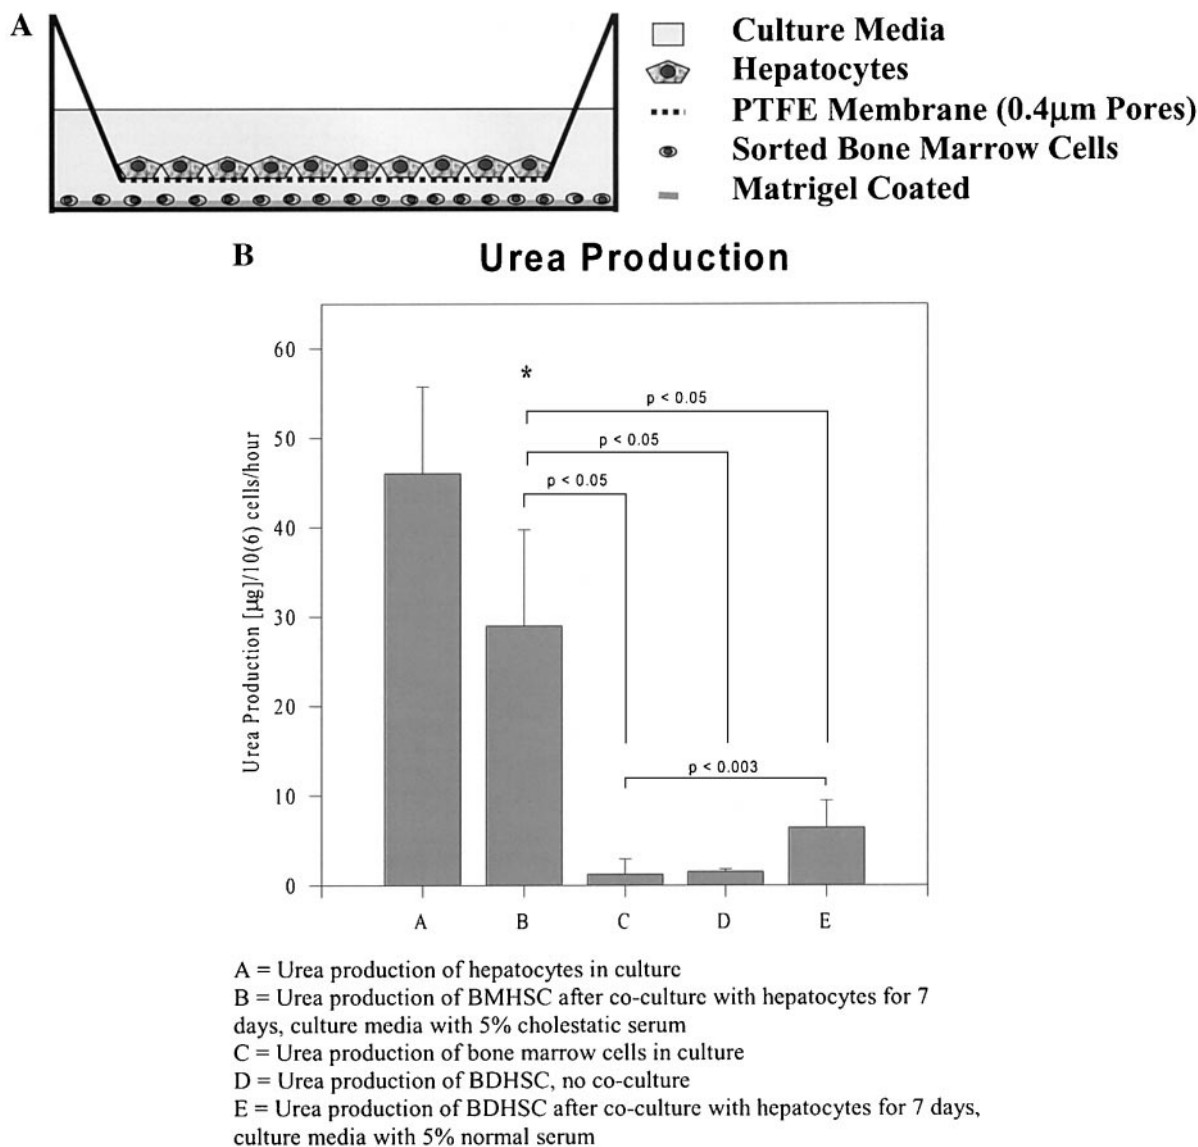 A
Culture Media
Hepatocytes
PTFE Membrane (0.4μm Pores)
Sorted Bone Marrow Cells
Matrigel Coated
B
Urea Production
Urea Production [μg]/10(6) cells/hour
60
50
40
30
20
10
0
*
p < 0.05
p < 0.05
p < 0.05
p < 0.003
A B C D E
A = Urea production of hepatocytes in culture
B = Urea production of BMHSC after co-culture with hepatocytes for 7
days, culture media with 5% cholestatic serum
C = Urea production of bone marrow cells in culture
D = Urea production of BDHSC, no co-culture
E = Urea production of BDHSC after co-culture with hepatocytes for 7 days,
culture media with 5% normal serum